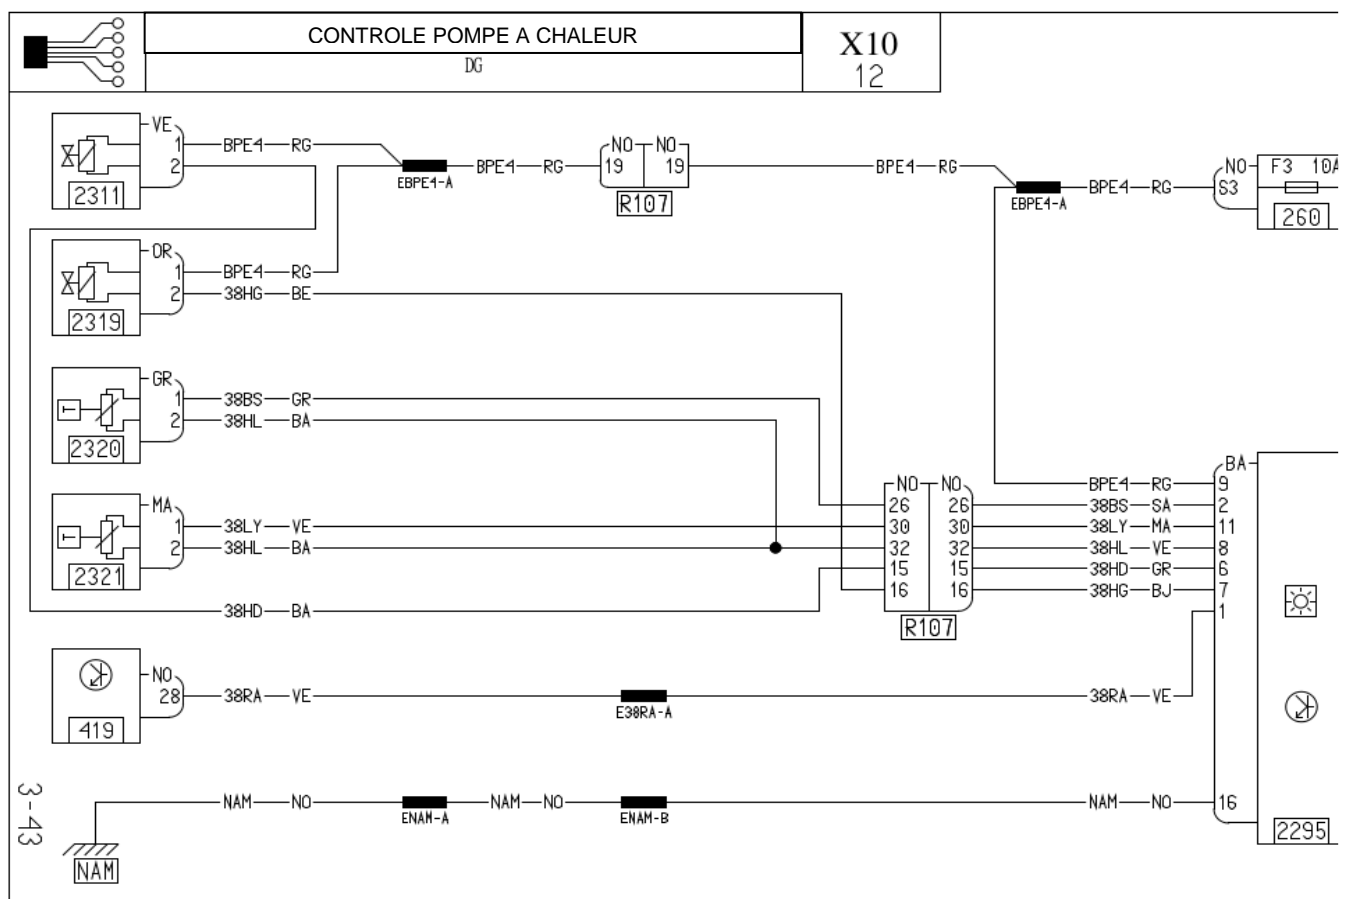 CONTROLE POMPE A CHALEUR
DG
X10
12
VE
1 BPE4 RG
2
2311
EBPE4-A
BPE4 RG
NO NO
19 19
R107
BPE4 RG
EBPE4-A
BPE4 RG
NO
S3
F3 10A
260
OR
1 BPE4 RG
2 38HG BE
2319
GR
1 38BS GR
2 38HL BA
2320
MA
1 38LY VE
2 38HL BA
2321
38HD BA
NO NO
26 26
30 30
32 32
15 15
16 16
R107
BA
BPE4 RG 9
38BS SA 2
38LY MA 11
38HL VE 8
38HD GR 6
38HG BJ 7
1
NO
28 38RA VE
419
E38RA-A
38RA VE
NAM NO
ENAM-A
NAM NO
ENAM-B
NAM NO 16
2295
NAM
3-43